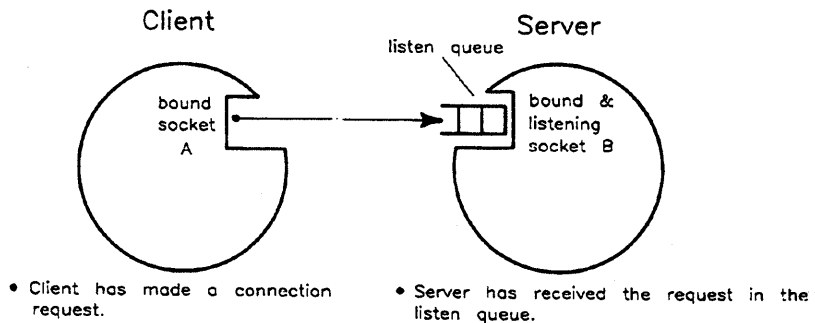 Client
Server
listen queue
bound
socket
A
bound &
listening
socket B
• Client has made a connection
request.
• Server has received the request in the
listen queue.